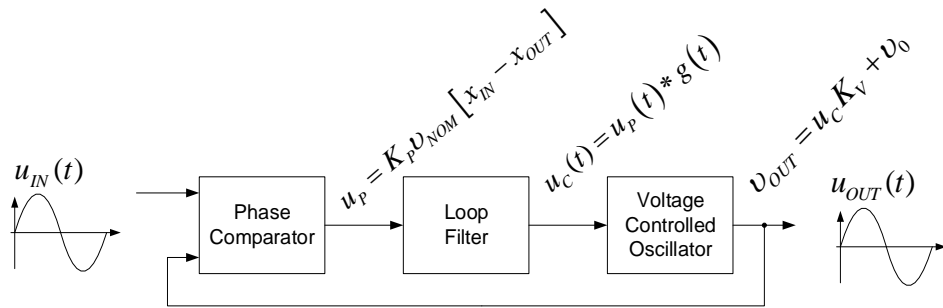 u_P = K_P υ_NOM [x_IN − x_OUT]
u_C(t) = u_P(t) * g(t)
υ_OUT = u_C K_V + υ_0
u_IN(t)
Phase
Comparator
Loop
Filter
Voltage
Controlled
Oscillator
u_OUT(t)